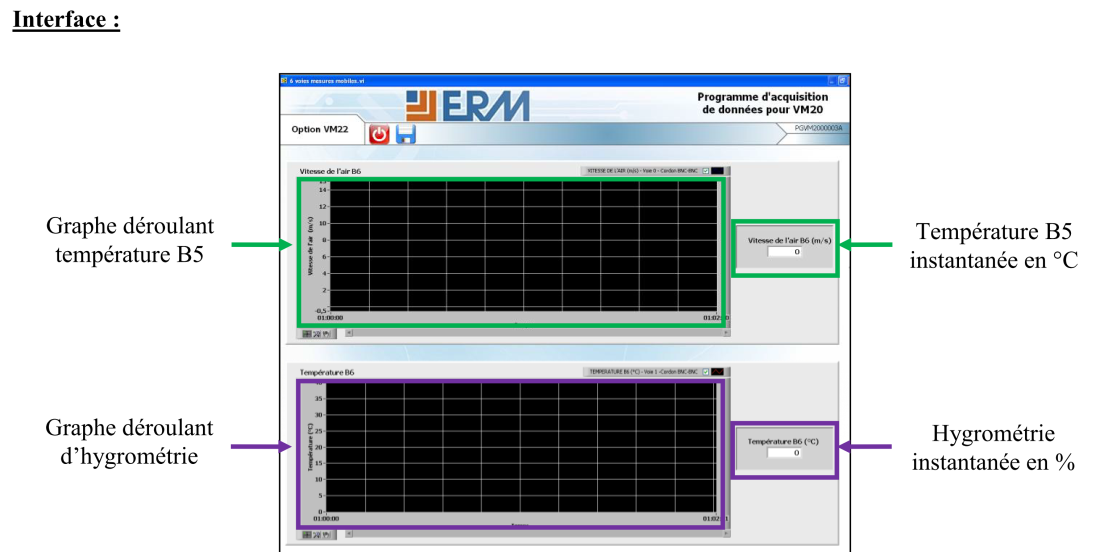 Interface :
6 voies mesures mobiles.vi
ERM
Programme d'acquisition
de données pour VM20
Option VM22
PGVM2000003A
Vitesse de l'air B6
VITESSE DE L'AIR (m/s) - Voie 0 - Cordon BNC-BNC
Graphe déroulant
température B5
Vitesse de l'air (m/s)
14
12
10
8
6
4
2
-0,5
01:00:00
Vitesse de l'air B6 (m/s)
0
Température B5
instantanée en °C
Température B6
TEMPERATURE B6 (°C) - Voie 1 -Cordon BNC-BNC
Graphe déroulant
d'hygrométrie
Température (°C)
35
30
25
20
15
10
5
0
01:00:00
Température B6 (°C)
0
Hygrométrie
instantanée en %